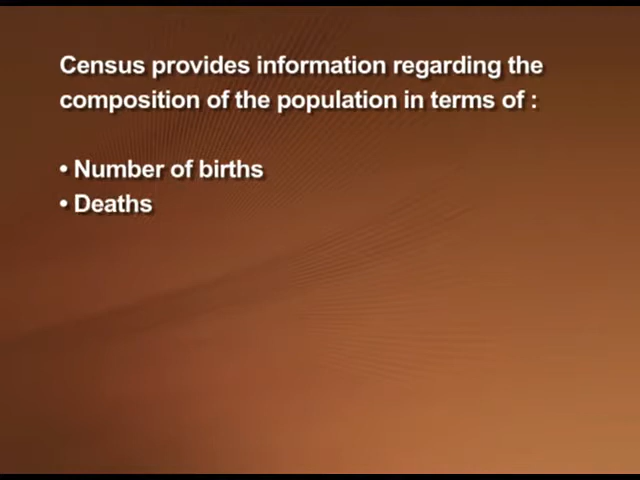 Census provides information regarding the
composition of the population in terms of :
• Number of births
• Deaths